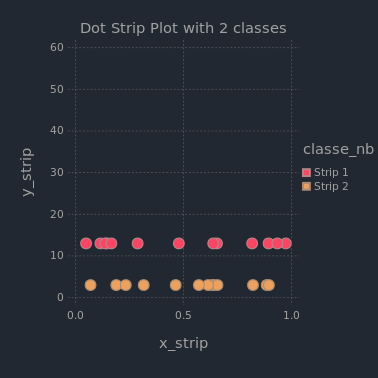 Dot Strip Plot with 2 classes
60
50
40
30
20
10
0
y_strip
0.0 0.5 1.0
x_strip
classe_nb
Strip 1
Strip 2